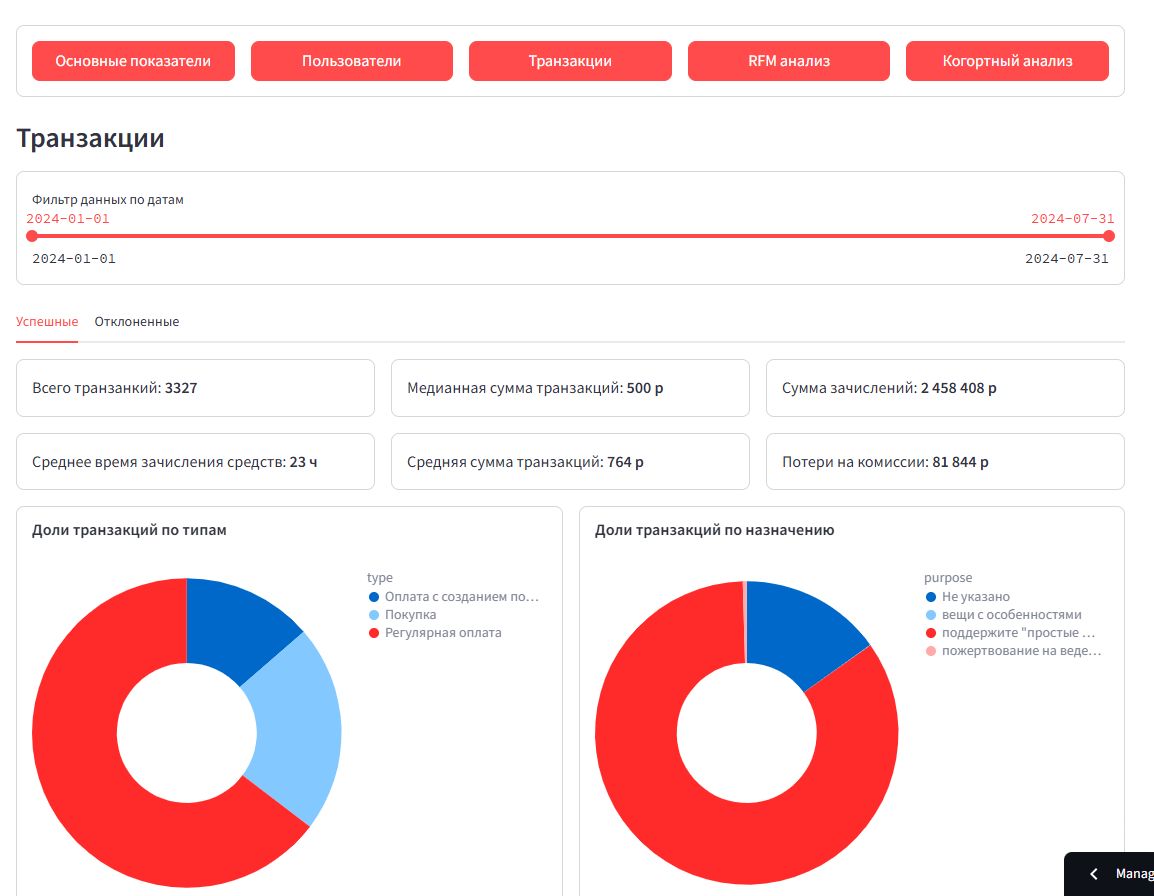 Основные показатели
Пользователи
Транзакции
RFM анализ
Когортный анализ
Транзакции
Фильтр данных по датам
2024-01-01 2024-07-31
2024-01-01 2024-07-31
Успешные Отклоненные
Всего транзанкий: 3327
Медианная сумма транзакций: 500 р
Сумма зачислений: 2 458 408 р
Среднее время зачисления средств: 23 ч
Средняя сумма транзакций: 764 р
Потери на комиссии: 81 844 р
Доли транзакций по типам
type
Оплата с созданием по…
Покупка
Регулярная оплата
Доли транзакций по назначению
purpose
Не указано
вещи с особенностями
поддержите "простые …
пожертвование на веде…
Manag